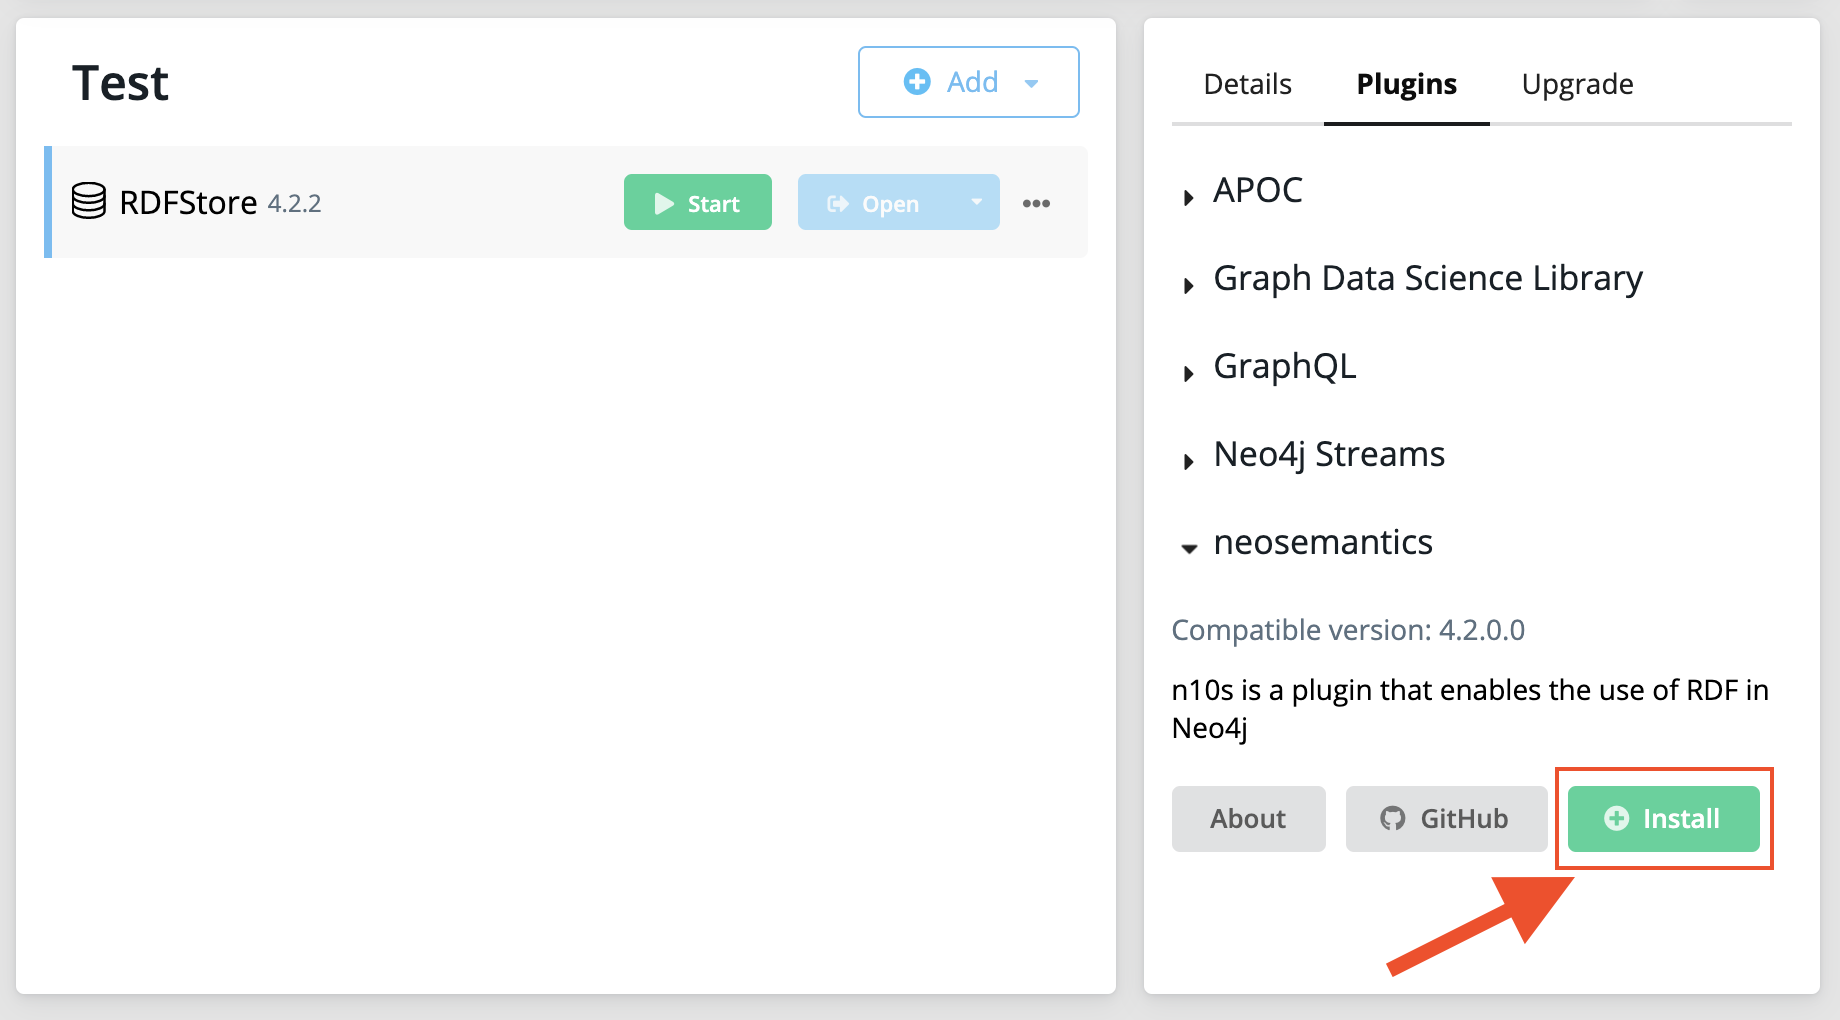 Test
Add
RDFStore 4.2.2
Start
Open
Details
Plugins
Upgrade
APOC
Graph Data Science Library
GraphQL
Neo4j Streams
neosemantics
Compatible version: 4.2.0.0
n10s is a plugin that enables the use of RDF in
Neo4j
About
GitHub
Install